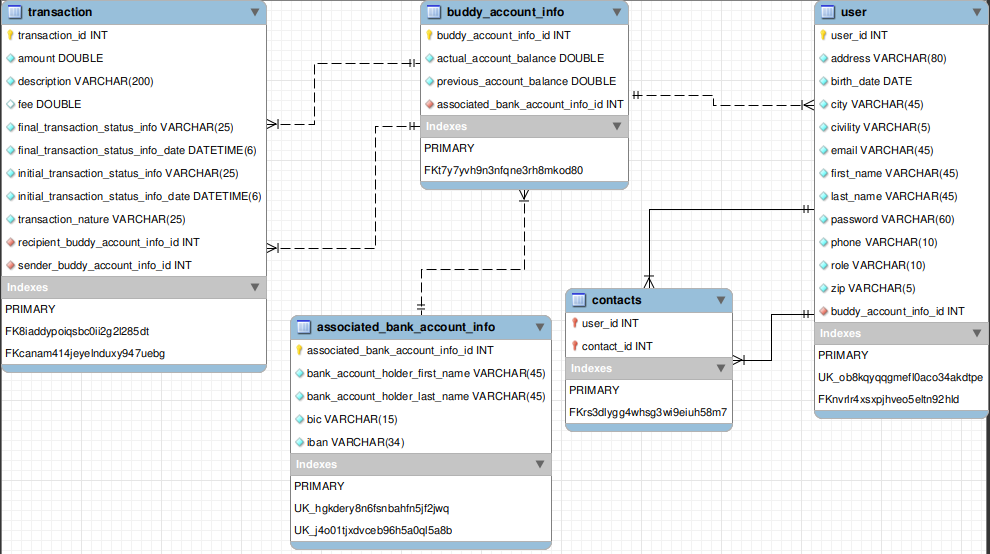 transaction
transaction_id INT
amount DOUBLE
description VARCHAR(200)
fee DOUBLE
final_transaction_status_info VARCHAR(25)
final_transaction_status_info_date DATETIME(6)
initial_transaction_status_info VARCHAR(25)
initial_transaction_status_info_date DATETIME(6)
transaction_nature VARCHAR(25)
recipient_buddy_account_info_id INT
sender_buddy_account_info_id INT
Indexes
PRIMARY
FK8iaddypoiqsbc0ii2g2l285dt
FKcanam414jeyelnduxy947uebg
buddy_account_info
buddy_account_info_id INT
actual_account_balance DOUBLE
previous_account_balance DOUBLE
associated_bank_account_info_id INT
Indexes
PRIMARY
FKt7y7yvh9n3nfqne3rh8mkod80
user
user_id INT
address VARCHAR(80)
birth_date DATE
city VARCHAR(45)
civility VARCHAR(5)
email VARCHAR(45)
first_name VARCHAR(45)
last_name VARCHAR(45)
password VARCHAR(60)
phone VARCHAR(10)
role VARCHAR(10)
zip VARCHAR(5)
buddy_account_info_id INT
Indexes
PRIMARY
UK_ob8kqyqqgmefl0aco34akdtpe
FKnvrlr4xsxpjhveo5eltn92hld
contacts
user_id INT
contact_id INT
Indexes
PRIMARY
FKrs3dlygg4whsg3wi9eiuh58m7
associated_bank_account_info
associated_bank_account_info_id INT
bank_account_holder_first_name VARCHAR(45)
bank_account_holder_last_name VARCHAR(45)
bic VARCHAR(15)
iban VARCHAR(34)
Indexes
PRIMARY
UK_hgkdery8n6fsnbahfn5jf2jwq
UK_j4o01tjxdvceb96h5a0ql5a8b